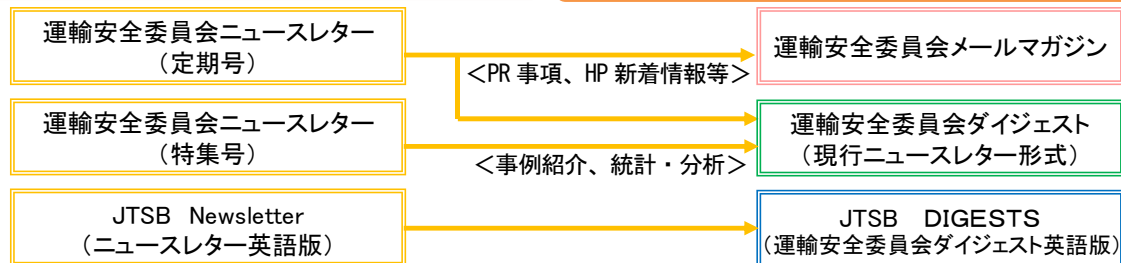 運輸安全委員会ニュースレター
（定期号）
運輸安全委員会メールマガジン
＜PR 事項、HP 新着情報等＞
運輸安全委員会ニュースレター
（特集号）
運輸安全委員会ダイジェスト
（現行ニュースレター形式）
＜事例紹介、統計・分析＞
JTSB Newsletter
（ニュースレター英語版）
JTSB DIGESTS
（運輸安全委員会ダイジェスト英語版）